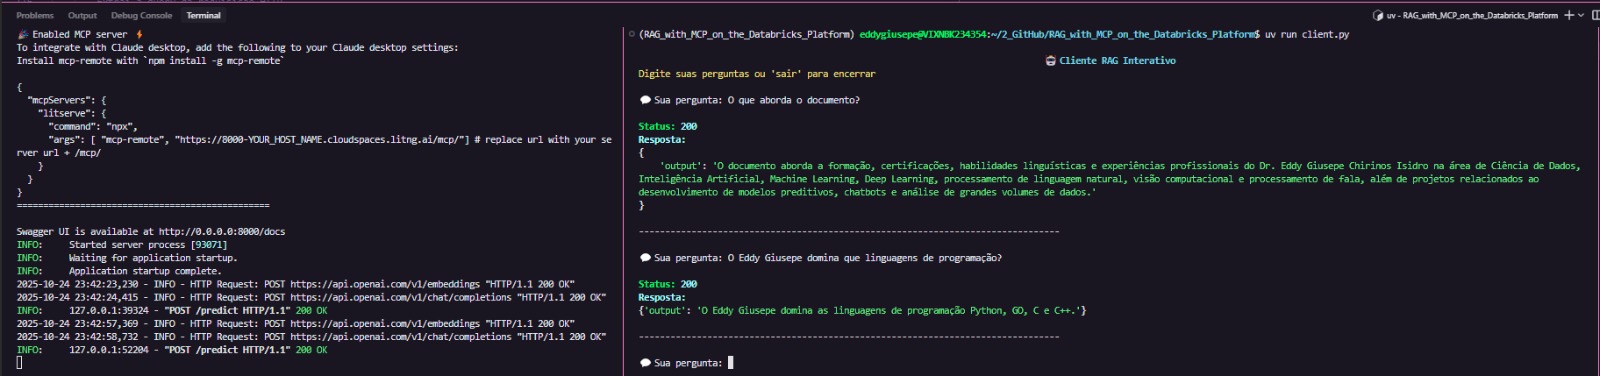 Problems Output Debug Console Terminal
uv - RAG_with_MCP_on_the_Databricks_Platform
🎉 Enabled MCP server ⚡
To integrate with Claude desktop, add the following to your Claude desktop settings:
Install mcp-remote with `npm install -g mcp-remote`
{
"mcpServers": {
"litserve": {
"command": "npx",
"args": [ "mcp-remote", "https://8000-YOUR_HOST_NAME.cloudspaces.litng.ai/mcp/"] # replace url with your se
rver url + /mcp/
}
}
}
================================================
Swagger UI is available at http://0.0.0.0:8000/docs
INFO: Started server process [93071]
INFO: Waiting for application startup.
INFO: Application startup complete.
2025-10-24 23:42:23,230 - INFO - HTTP Request: POST https://api.openai.com/v1/embeddings "HTTP/1.1 200 OK"
2025-10-24 23:42:24,415 - INFO - HTTP Request: POST https://api.openai.com/v1/chat/completions "HTTP/1.1 200 OK"
INFO: 127.0.0.1:39324 - "POST /predict HTTP/1.1" 200 OK
2025-10-24 23:42:57,369 - INFO - HTTP Request: POST https://api.openai.com/v1/embeddings "HTTP/1.1 200 OK"
2025-10-24 23:42:58,732 - INFO - HTTP Request: POST https://api.openai.com/v1/chat/completions "HTTP/1.1 200 OK"
INFO: 127.0.0.1:52204 - "POST /predict HTTP/1.1" 200 OK
(RAG_with_MCP_on_the_Databricks_Platform) eddygiusepe@VIXNBK234354:~/2_GitHub/RAG_with_MCP_on_the_Databricks_Platform$ uv run client.py
🤖 Cliente RAG Interativo
Digite suas perguntas ou 'sair' para encerrar
💬 Sua pergunta: O que aborda o documento?
Status: 200
Resposta:
{
'output': 'O documento aborda a formação, certificações, habilidades linguísticas e experiências profissionais do Dr. Eddy Giusepe Chirinos Isidro na área de Ciência de Dados,
Inteligência Artificial, Machine Learning, Deep Learning, processamento de linguagem natural, visão computacional e processamento de fala, além de projetos relacionados ao
desenvolvimento de modelos preditivos, chatbots e análise de grandes volumes de dados.'
}
--------------------------------------------------------------------------------
💬 Sua pergunta: O Eddy Giusepe domina que linguagens de programação?
Status: 200
Resposta:
{'output': 'O Eddy Giusepe domina as linguagens de programação Python, GO, C e C++.'}
--------------------------------------------------------------------------------
💬 Sua pergunta: